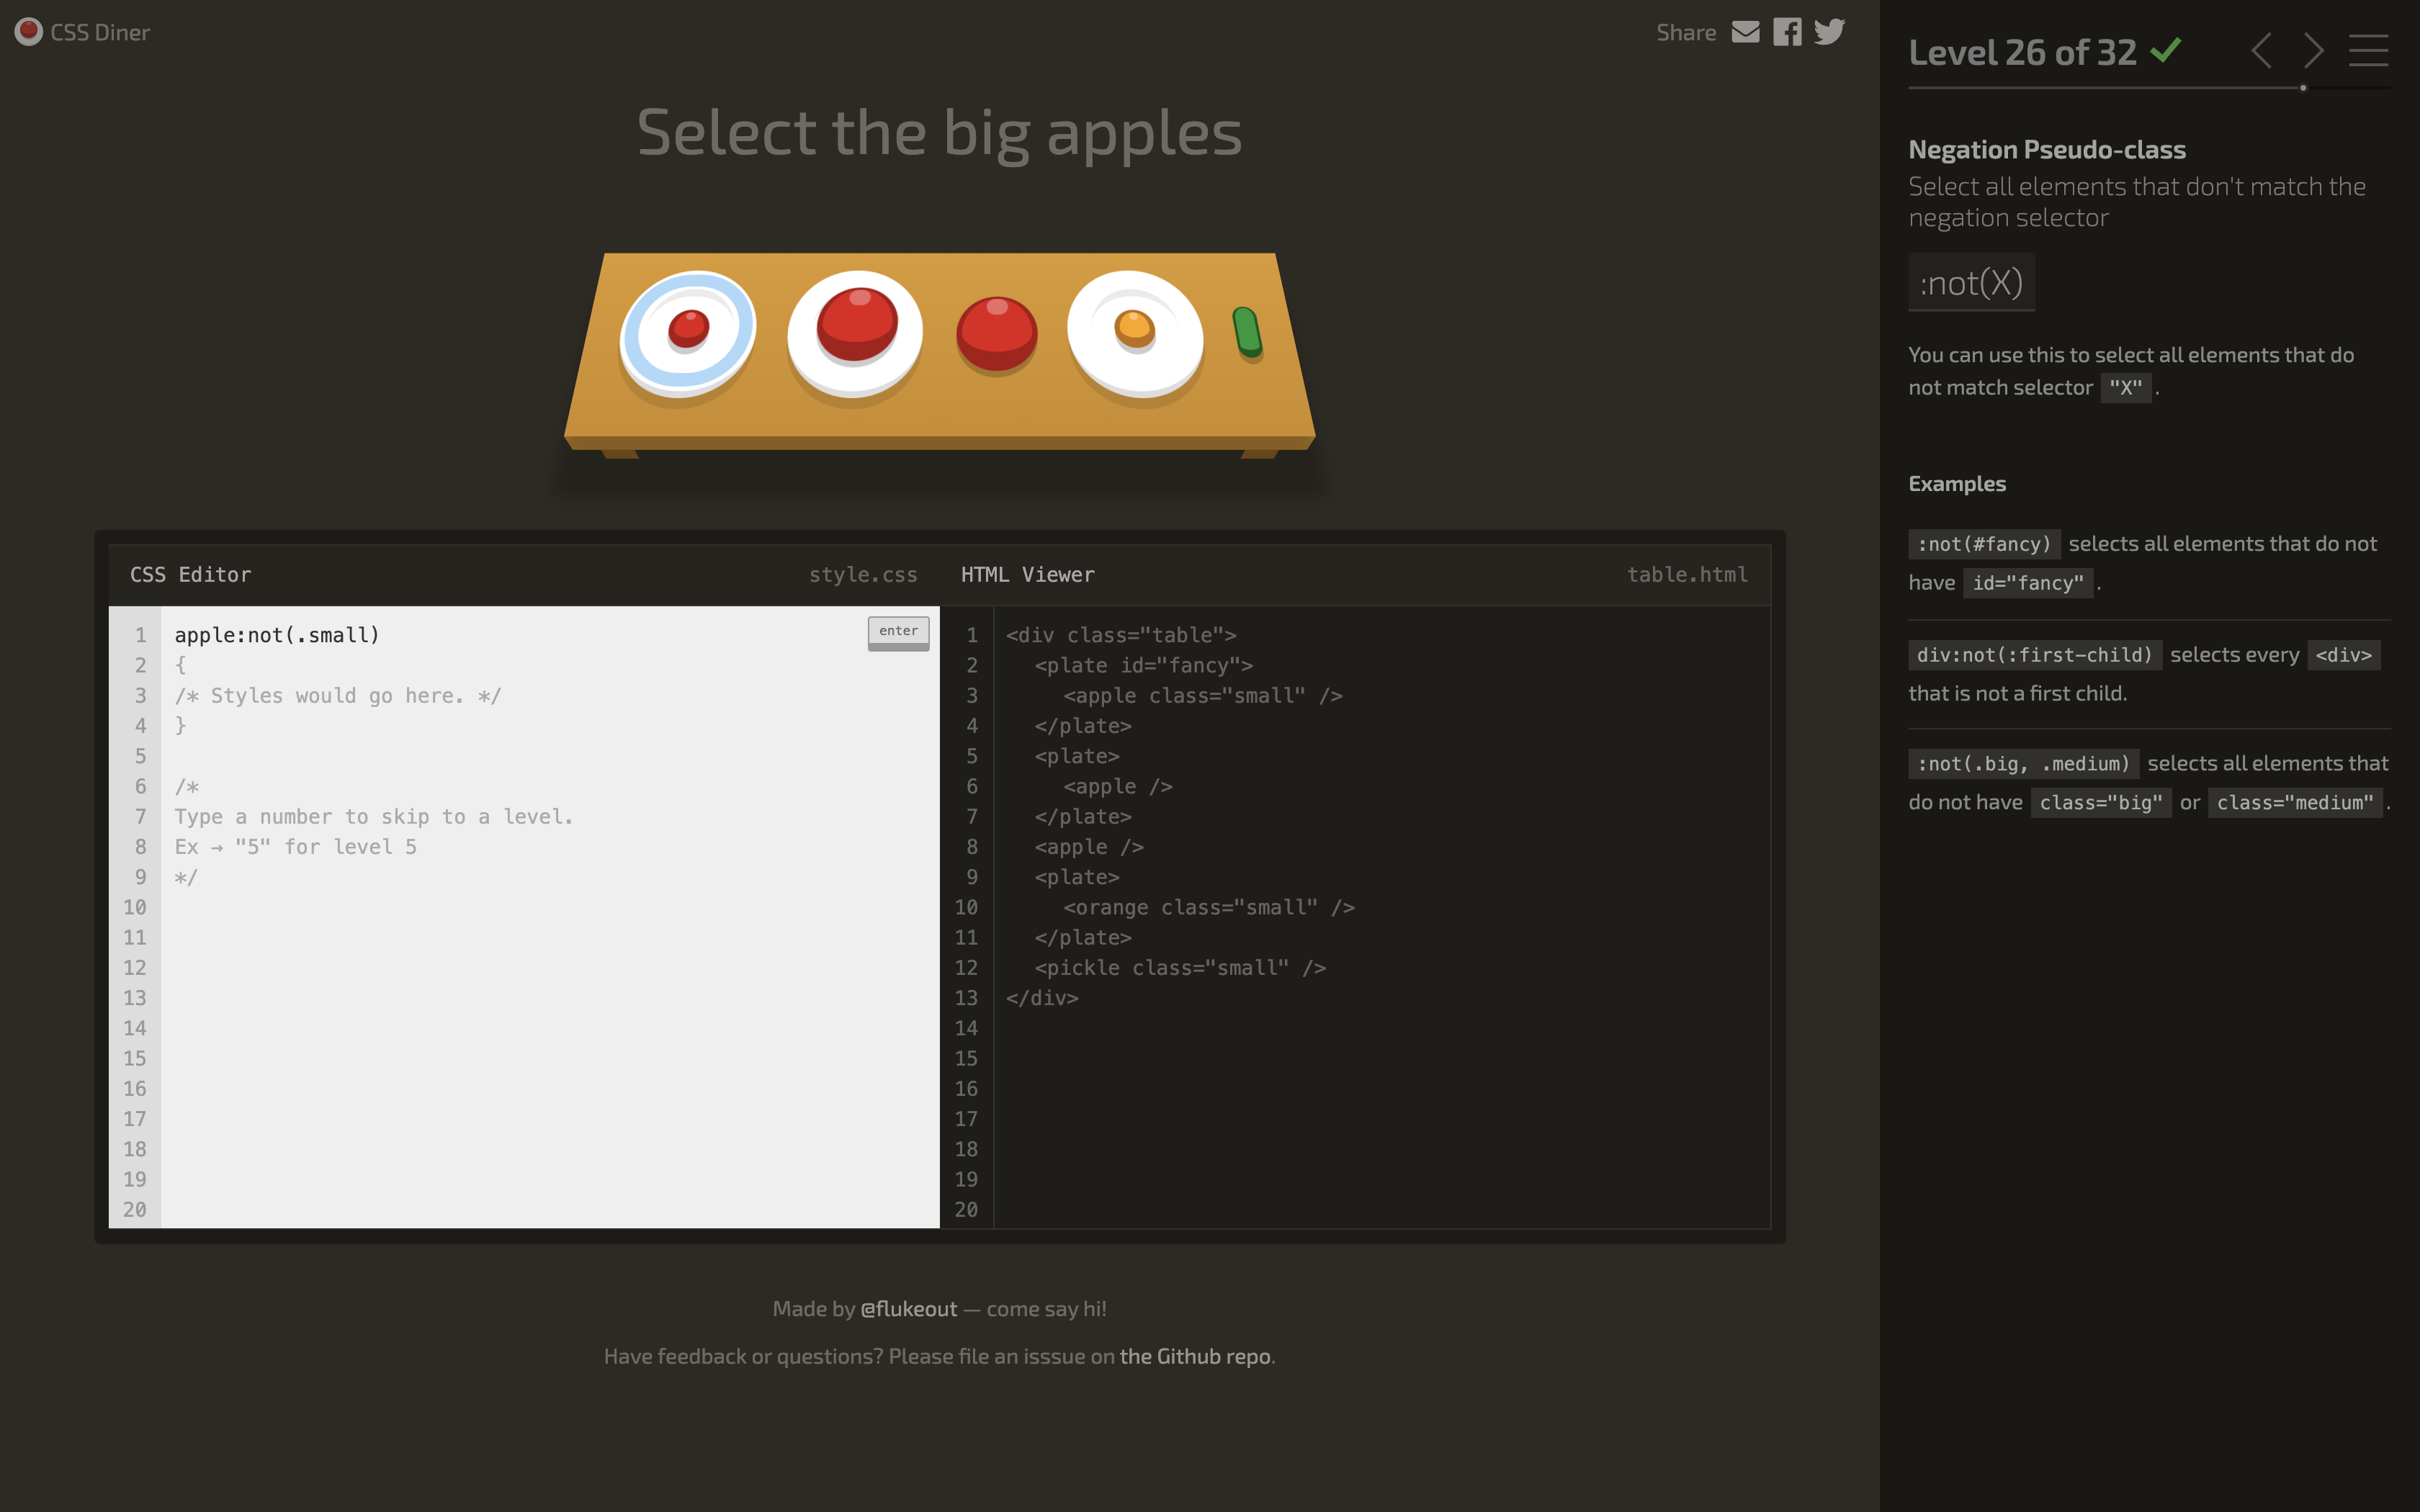 CSS Diner
Share
Select the big apples
CSS Editor
style.css
1 apple:not(.small)
enter
2 {
3 /* Styles would go here. */
4 }
5
6 /*
7 Type a number to skip to a level.
8 Ex → "5" for level 5
9 */
10
11
12
13
14
15
16
17
18
19
20
HTML Viewer
table.html
1 <div class="table">
2 <plate id="fancy">
3 <apple class="small" />
4 </plate>
5 <plate>
6 <apple />
7 </plate>
8 <apple />
9 <plate>
10 <orange class="small" />
11 </plate>
12 <pickle class="small" />
13 </div>
14
15
16
17
18
19
20
Made by @flukeout — come say hi!
Have feedback or questions? Please file an isssue on the Github repo.
Level 26 of 32
Negation Pseudo-class
Select all elements that don't match the
negation selector
:not(X)
You can use this to select all elements that do
not match selector "X" .
Examples
:not(#fancy) selects all elements that do not
have id="fancy" .
div:not(:first-child) selects every <div>
that is not a first child.
:not(.big, .medium) selects all elements that
do not have class="big" or class="medium" .